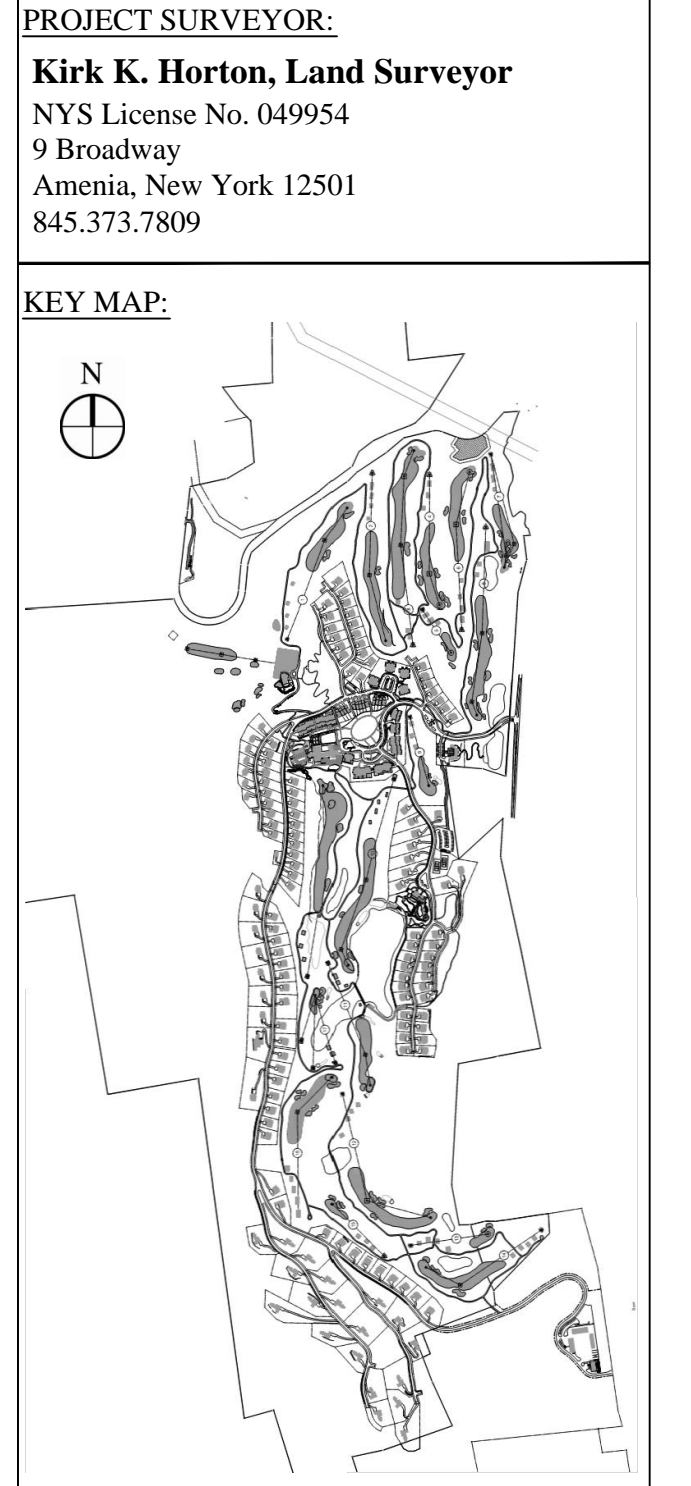 PROJECT SURVEYOR:
Kirk K. Horton, Land Surveyor
NYS License No. 049954
9 Broadway
Amenia, New York 12501
845.373.7809
KEY MAP:
N